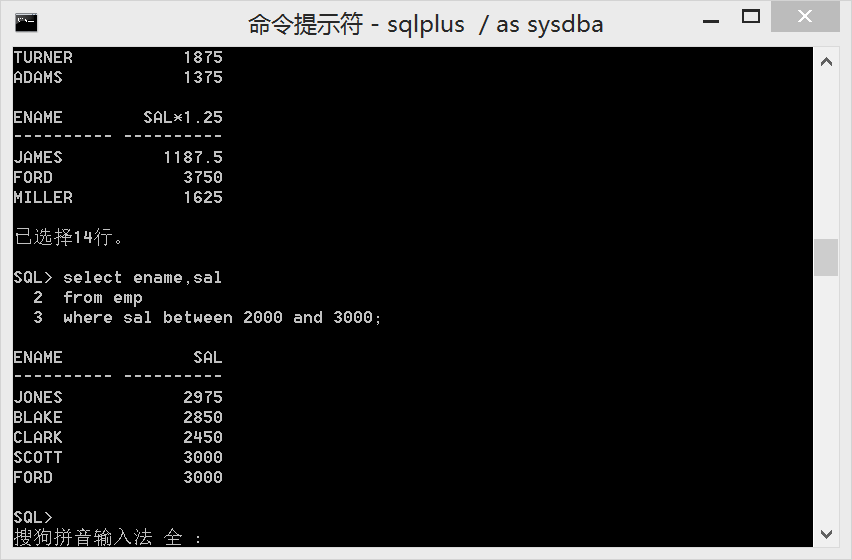 命令提示符 - sqlplus  / as sysdba
TURNER           1875
ADAMS            1375
ENAME        SAL*1.25
---------- ----------
JAMES          1187.5
FORD             3750
MILLER           1625
已选择14行。
SQL> select ename,sal
  2  from emp
  3  where sal between 2000 and 3000;
ENAME             SAL
---------- ----------
JONES            2975
BLAKE            2850
CLARK            2450
SCOTT            3000
FORD             3000
SQL>
搜狗拼音输入法 全 :